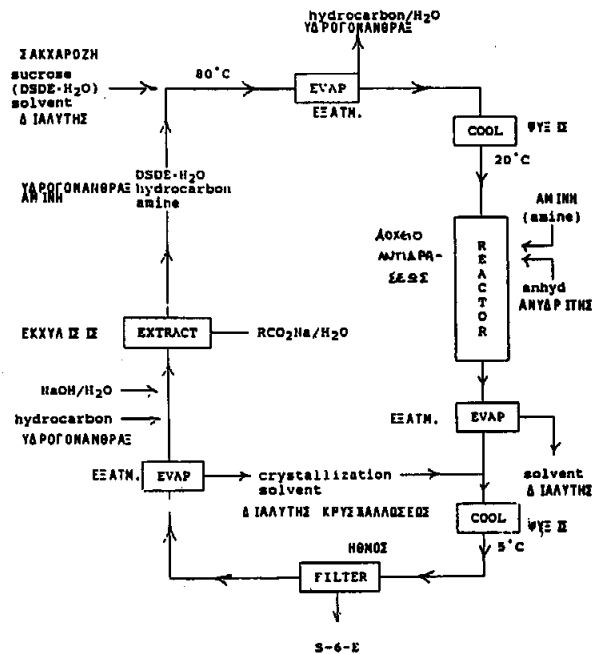 hydrocarbon/H2O
ΥΔΡΟΓΟΝΑΝΘΡΑΞ
ΣΑΚΧΑΡΟΖΗ
sucrose
(DSDE·H2O)
solvent
ΔΙΑΛΥΤΗΣ
80°C
EVAP
ΕΞΑΤΜ.
COOL
ΨΥΞΙΣ
20°C
DSDE·H2O
ΥΔΡΟΓΟΝΑΝΘΡΑΞ hydrocarbon
ΑΜΙΝΗ amine
ΑΜΙΝΗ
(amine)
ΔΟΧΕΙΟ
ΑΝΤΙΔΡΑ-
ΣΕΩΣ
REACTOR
anhyd
ΑΝΥΔΡΙΤΗΣ
ΕΚΧΥΛΙΣΙΣ EXTRACT RCO2Na/H2O
NaOH/H2O
hydrocarbon
ΥΔΡΟΓΟΝΑΝΘΡΑΞ
ΕΞΑΤΜ. EVAP
solvent
ΔΙΑΛΥΤΗΣ
ΕΞΑΤΜ. EVAP crystallization
solvent
ΔΙΑΛΥΤΗΣ ΚΡΥΣΤΑΛΛΩΣΕΩΣ
COOL
ΨΥΞΙΣ
5°C
ΗΘΜΟΣ
FILTER
S-6-E